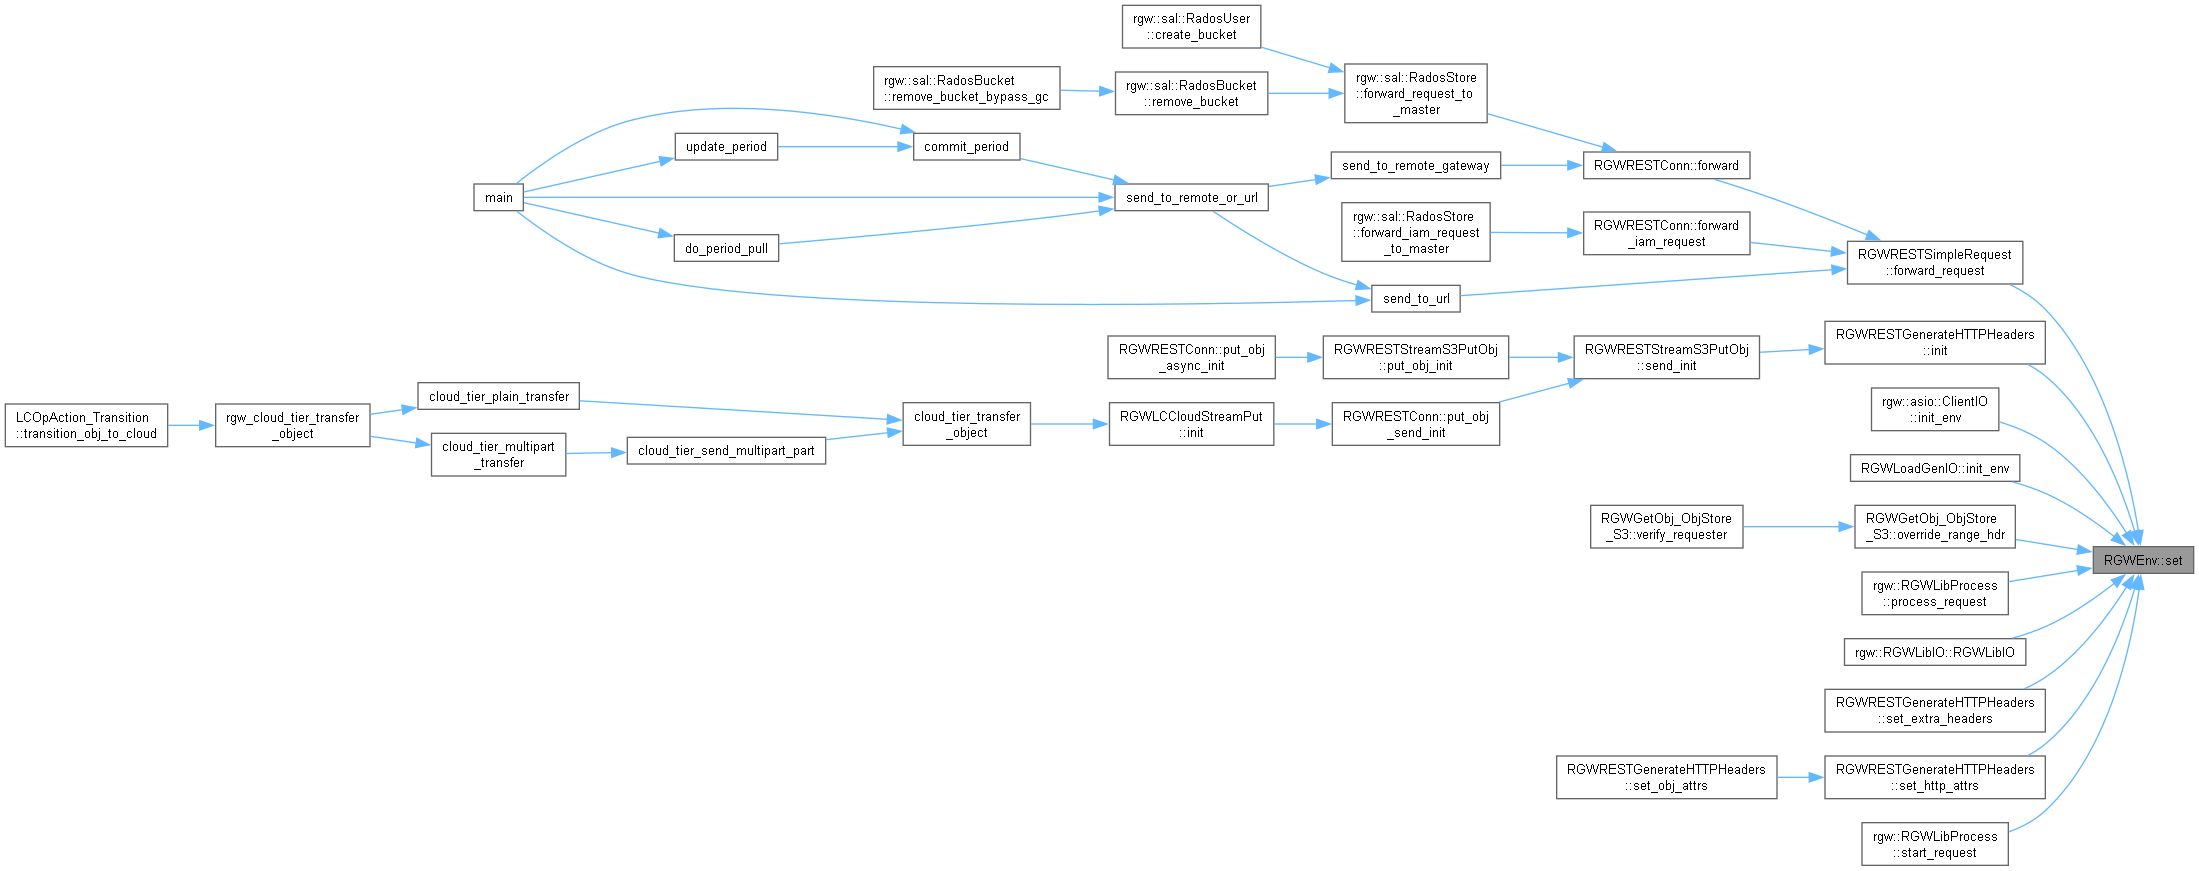 rgw::sal::RadosUser
::create_bucket
rgw::sal::RadosBucket
::remove_bucket_bypass_gc
rgw::sal::RadosBucket
::remove_bucket
rgw::sal::RadosStore
::forward_request_to
_master
update_period
commit_period
send_to_remote_gateway
RGWRESTConn::forward
main
send_to_remote_or_url
rgw::sal::RadosStore
::forward_iam_request
_to_master
RGWRESTConn::forward
_iam_request
do_period_pull
RGWRESTSimpleRequest
::forward_request
send_to_url
RGWRESTConn::put_obj
_async_init
RGWRESTStreamS3PutObj
::put_obj_init
RGWRESTStreamS3PutObj
::send_init
RGWRESTGenerateHTTPHeaders
::init
LCOpAction_Transition
::transition_obj_to_cloud
rgw_cloud_tier_transfer
_object
cloud_tier_plain_transfer
cloud_tier_multipart
_transfer
cloud_tier_send_multipart_part
cloud_tier_transfer
_object
RGWLCCloudStreamPut
::init
RGWRESTConn::put_obj
_send_init
rgw::asio::ClientIO
::init_env
RGWLoadGenIO::init_env
RGWGetObj_ObjStore
_S3::verify_requester
RGWGetObj_ObjStore
_S3::override_range_hdr
RGWEnv::set
rgw::RGWLibProcess
::process_request
rgw::RGWLibIO::RGWLibIO
RGWRESTGenerateHTTPHeaders
::set_extra_headers
RGWRESTGenerateHTTPHeaders
::set_obj_attrs
RGWRESTGenerateHTTPHeaders
::set_http_attrs
rgw::RGWLibProcess
::start_request